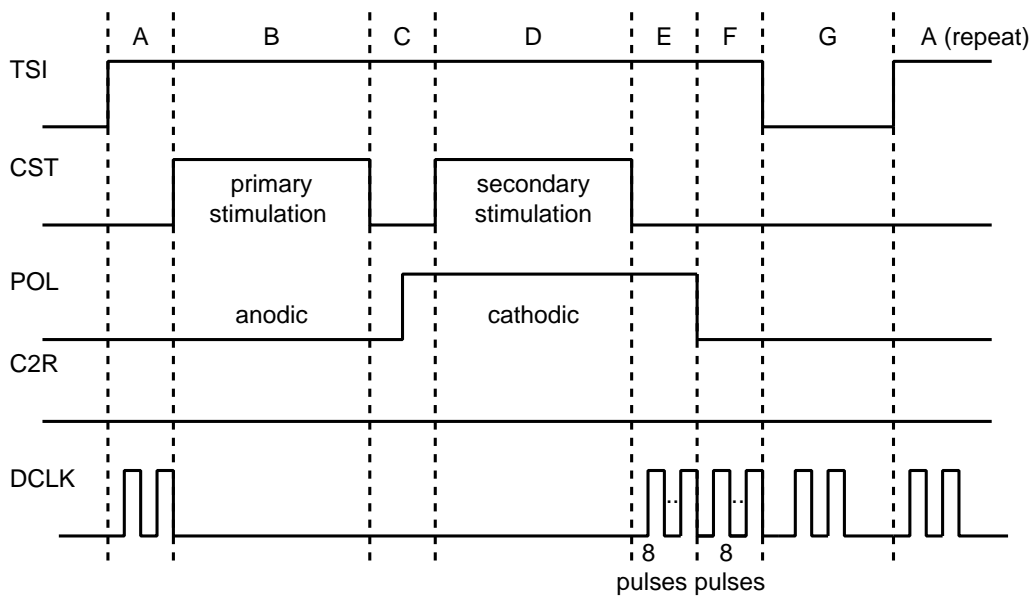 A B C D E F G A (repeat)
TSI
CST
primary
stimulation
secondary
stimulation
POL
anodic
cathodic
C2R
DCLK
.. ..
8 8
pulses pulses